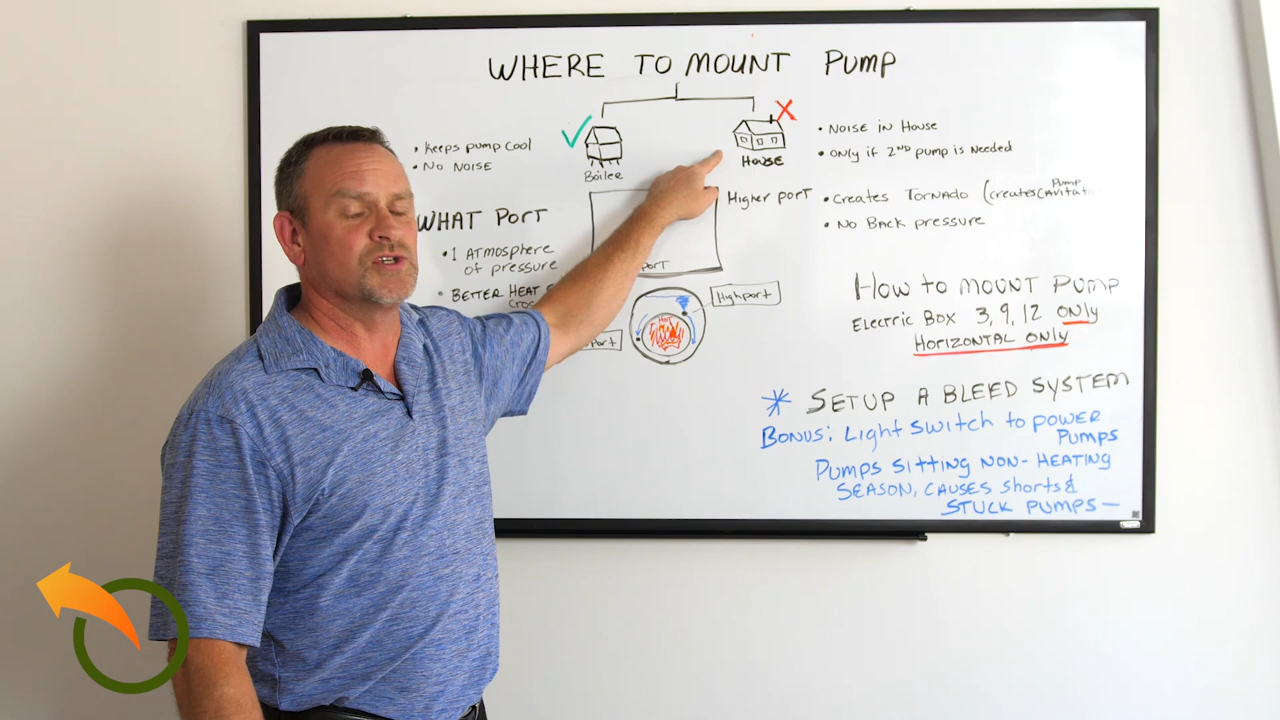 WHERE TO MOUNT PUMP
• KEEPS PUMP COOL
• NO NOISE
Boiler
HOUSE
• NOISE IN HOUSE
• ONLY IF 2ND PUMP IS NEEDED
WHAT PORT
• 1 ATMOSPHERE
OF PRESSURE
• BETTER HEAT
Higher PORT
• CREATES TORNADO (creates
Pump
• NO BACK PRESSURE
High port
HOT
HOW TO MOUNT PUMP
ELECTRIC BOX 3, 9, 12 ONLY
HORIZONTAL ONLY
* SETUP A BLEED SYSTEM
BONUS: Light SWITCH TO POWER
PUMPS
PUMPS SITTING NON-HEATING
SEASON, CAUSES Shorts &
STUCK PUMPS —